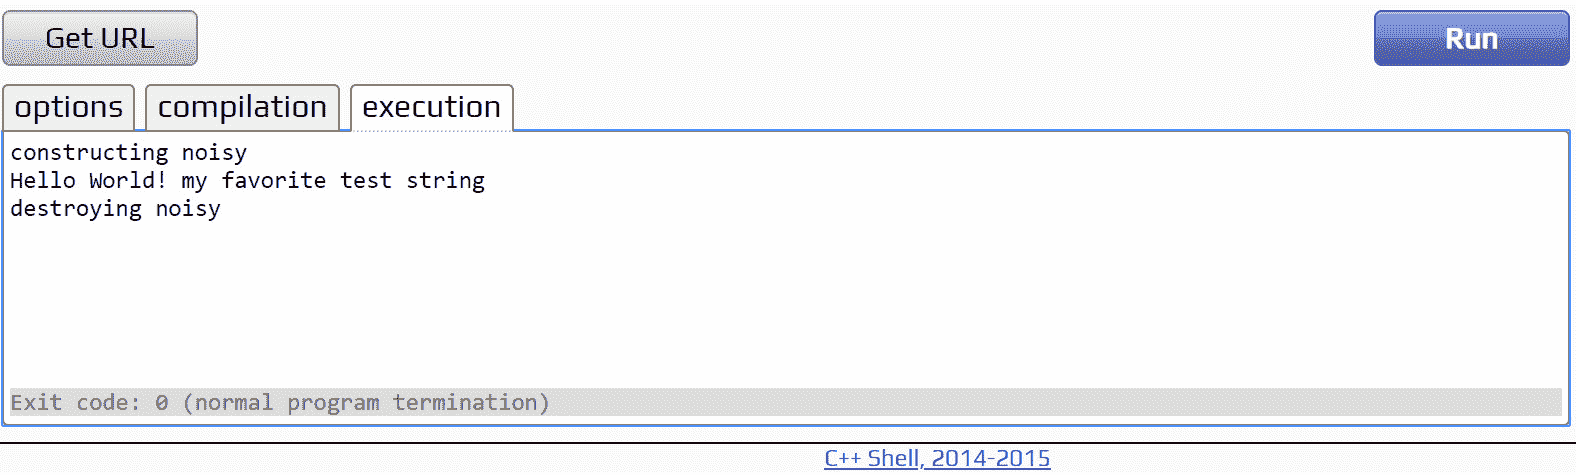 Get URL
Run
options
compilation
execution
constructing noisy
Hello World! my favorite test string
destroying noisy
Exit code: 0 (normal program termination)
C++ Shell, 2014-2015